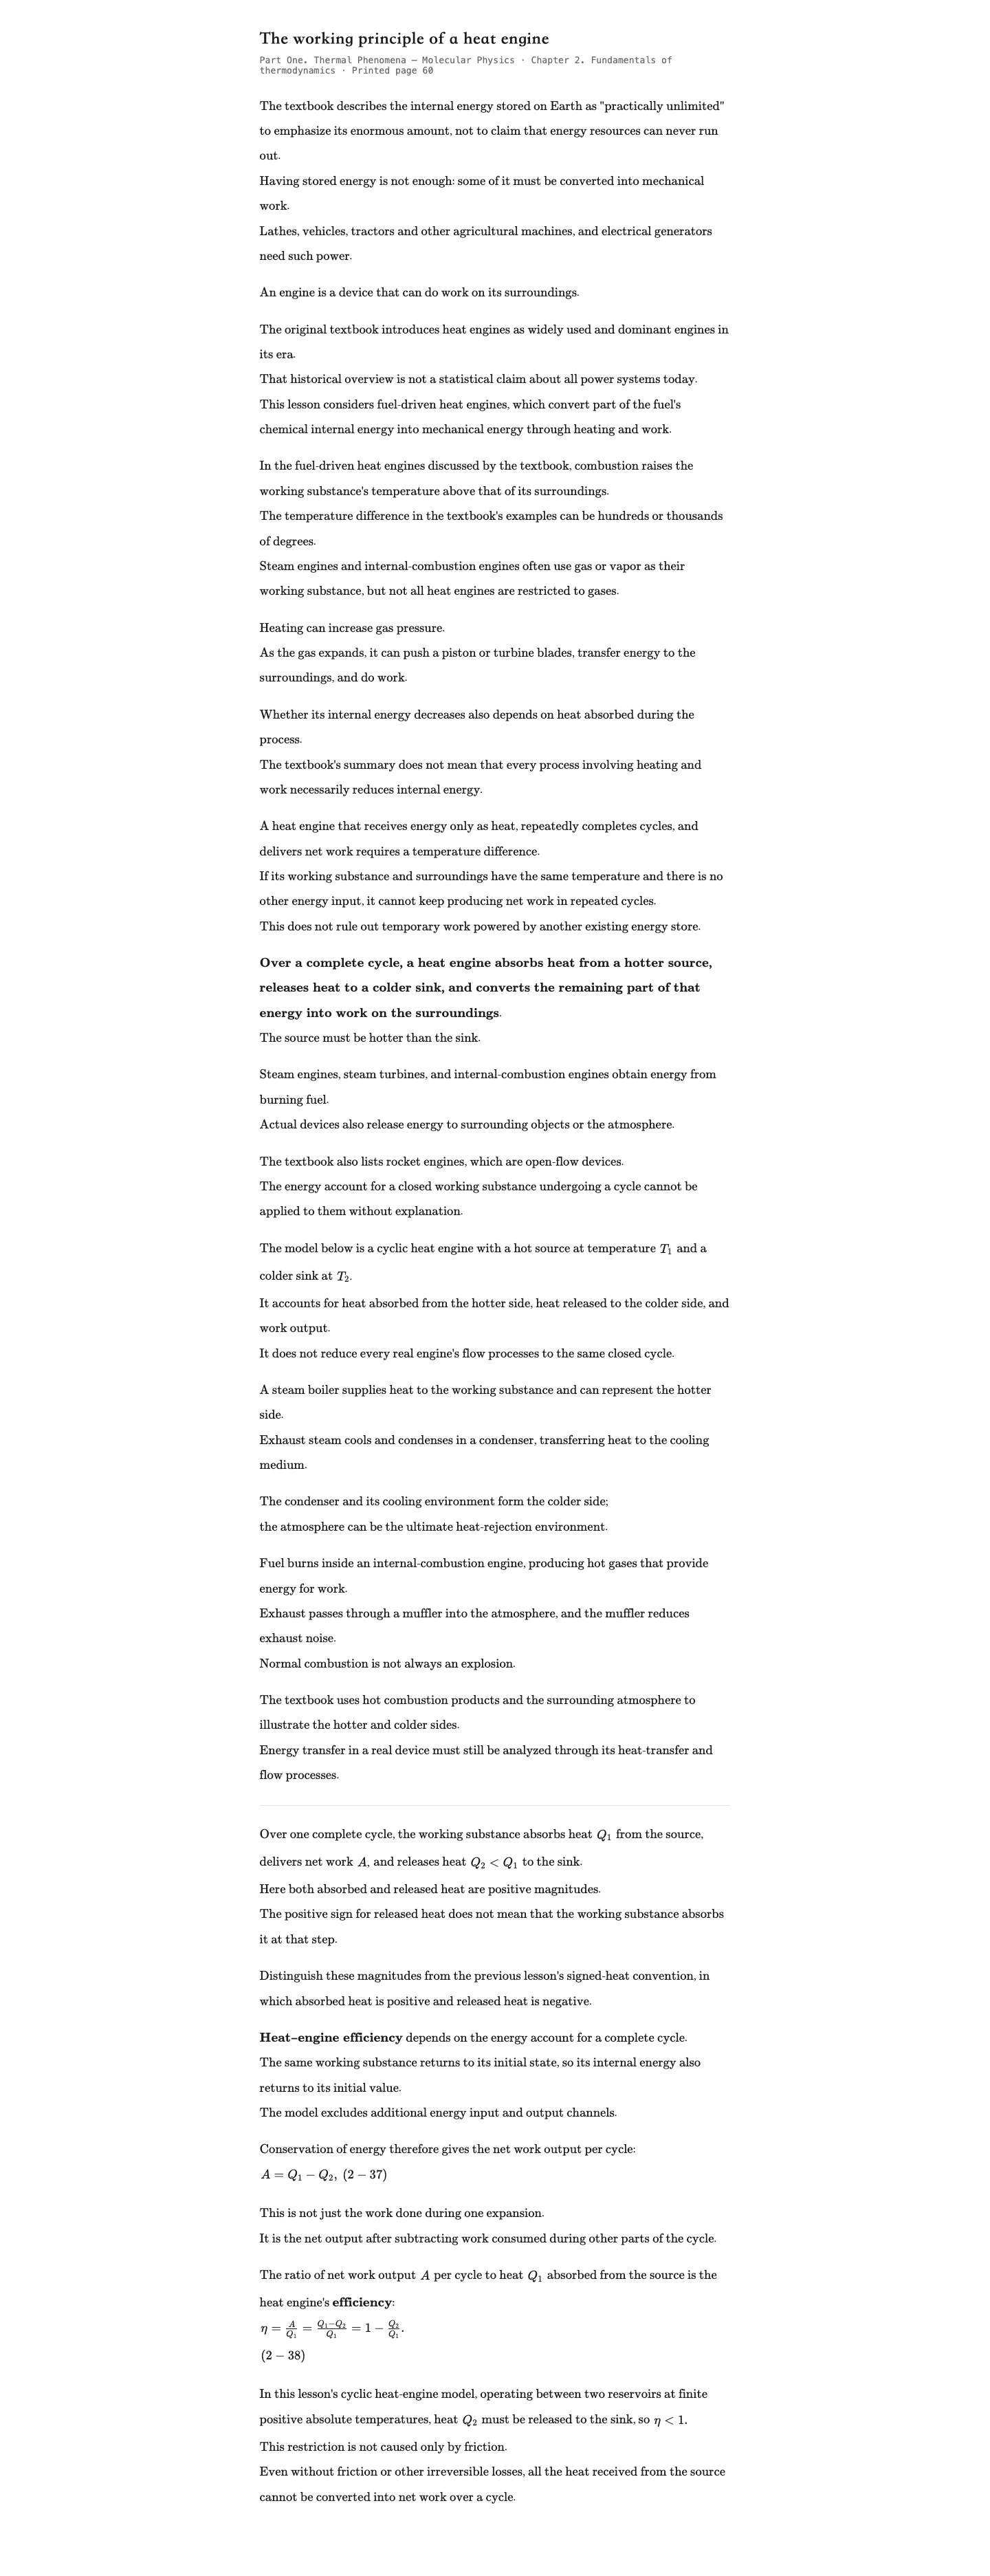 The working principle of a heat engine
Part One. Thermal Phenomena — Molecular Physics · Chapter 2. Fundamentals of
thermodynamics · Printed page 60
The textbook describes the internal energy stored on Earth as "practically unlimited"
to emphasize its enormous amount, not to claim that energy resources can never run
out.
Having stored energy is not enough: some of it must be converted into mechanical
work.
Lathes, vehicles, tractors and other agricultural machines, and electrical generators
need such power.
An engine is a device that can do work on its surroundings.
The original textbook introduces heat engines as widely used and dominant engines in
its era.
That historical overview is not a statistical claim about all power systems today.
This lesson considers fuel-driven heat engines, which convert part of the fuel's
chemical internal energy into mechanical energy through heating and work.
In the fuel-driven heat engines discussed by the textbook, combustion raises the
working substance's temperature above that of its surroundings.
The temperature difference in the textbook's examples can be hundreds or thousands
of degrees.
Steam engines and internal-combustion engines often use gas or vapor as their
working substance, but not all heat engines are restricted to gases.
Heating can increase gas pressure.
As the gas expands, it can push a piston or turbine blades, transfer energy to the
surroundings, and do work.
Whether its internal energy decreases also depends on heat absorbed during the
process.
The textbook's summary does not mean that every process involving heating and
work necessarily reduces internal energy.
A heat engine that receives energy only as heat, repeatedly completes cycles, and
delivers net work requires a temperature difference.
If its working substance and surroundings have the same temperature and there is no
other energy input, it cannot keep producing net work in repeated cycles.
This does not rule out temporary work powered by another existing energy store.
Over a complete cycle, a heat engine absorbs heat from a hotter source,
releases heat to a colder sink, and converts the remaining part of that
energy into work on the surroundings.
The source must be hotter than the sink.
Steam engines, steam turbines, and internal-combustion engines obtain energy from
burning fuel.
Actual devices also release energy to surrounding objects or the atmosphere.
The textbook also lists rocket engines, which are open-flow devices.
The energy account for a closed working substance undergoing a cycle cannot be
applied to them without explanation.
The model below is a cyclic heat engine with a hot source at temperature T₁ and a
colder sink at T₂.
It accounts for heat absorbed from the hotter side, heat released to the colder side, and
work output.
It does not reduce every real engine's flow processes to the same closed cycle.
A steam boiler supplies heat to the working substance and can represent the hotter
side.
Exhaust steam cools and condenses in a condenser, transferring heat to the cooling
medium.
The condenser and its cooling environment form the colder side;
the atmosphere can be the ultimate heat-rejection environment.
Fuel burns inside an internal-combustion engine, producing hot gases that provide
energy for work.
Exhaust passes through a muffler into the atmosphere, and the muffler reduces
exhaust noise.
Normal combustion is not always an explosion.
The textbook uses hot combustion products and the surrounding atmosphere to
illustrate the hotter and colder sides.
Energy transfer in a real device must still be analyzed through its heat-transfer and
flow processes.
Over one complete cycle, the working substance absorbs heat Q₁ from the source,
delivers net work A, and releases heat Q₂ < Q₁ to the sink.
Here both absorbed and released heat are positive magnitudes.
The positive sign for released heat does not mean that the working substance absorbs
it at that step.
Distinguish these magnitudes from the previous lesson's signed-heat convention, in
which absorbed heat is positive and released heat is negative.
Heat–engine efficiency depends on the energy account for a complete cycle.
The same working substance returns to its initial state, so its internal energy also
returns to its initial value.
The model excludes additional energy input and output channels.
Conservation of energy therefore gives the net work output per cycle:
A = Q₁ − Q₂, (2 − 37)
This is not just the work done during one expansion.
It is the net output after subtracting work consumed during other parts of the cycle.
The ratio of net work output A per cycle to heat Q₁ absorbed from the source is the
heat engine's efficiency:
η = A/Q₁ = (Q₁−Q₂)/Q₁ = 1 − Q₂/Q₁.
(2 − 38)
In this lesson's cyclic heat-engine model, operating between two reservoirs at finite
positive absolute temperatures, heat Q₂ must be released to the sink, so η < 1.
This restriction is not caused only by friction.
Even without friction or other irreversible losses, all the heat received from the source
cannot be converted into net work over a cycle.